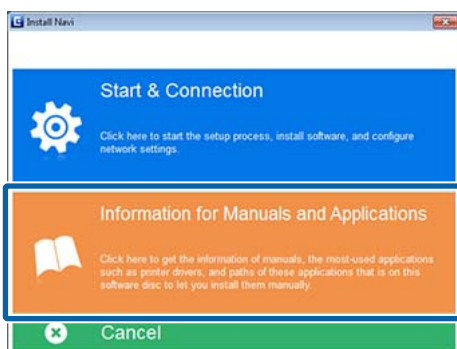 Install Navi
Start & Connection
Click here to start the setup process, install software, and configure
network settings.
Information for Manuals and Applications
Click here to get the information of manuals, the most-used applications
such as printer drivers, and paths of these applications that is on this
software disc to let you install them manually.
Cancel